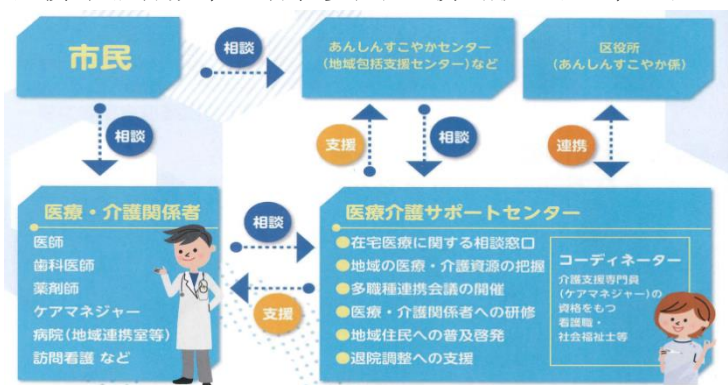 市民
相談
あんしんすこやかセンター
(地域包括支援センター)など
区役所
(あんしんすこやか係)
相談
支援
相談
連携
医療・介護関係者
医師
歯科医師
薬剤師
ケアマネジャー
病院(地域連携室等)
訪問看護 など
相談
支援
医療介護サポートセンター
●在宅医療に関する相談窓口
●地域の医療・介護資源の把握
●多職種連携会議の開催
●医療・介護関係者への研修
●地域住民への普及啓発
●退院調整への支援
コーディネーター
介護支援専門員
(ケアマネジャー)の
資格をもつ
看護職・
社会福祉士等